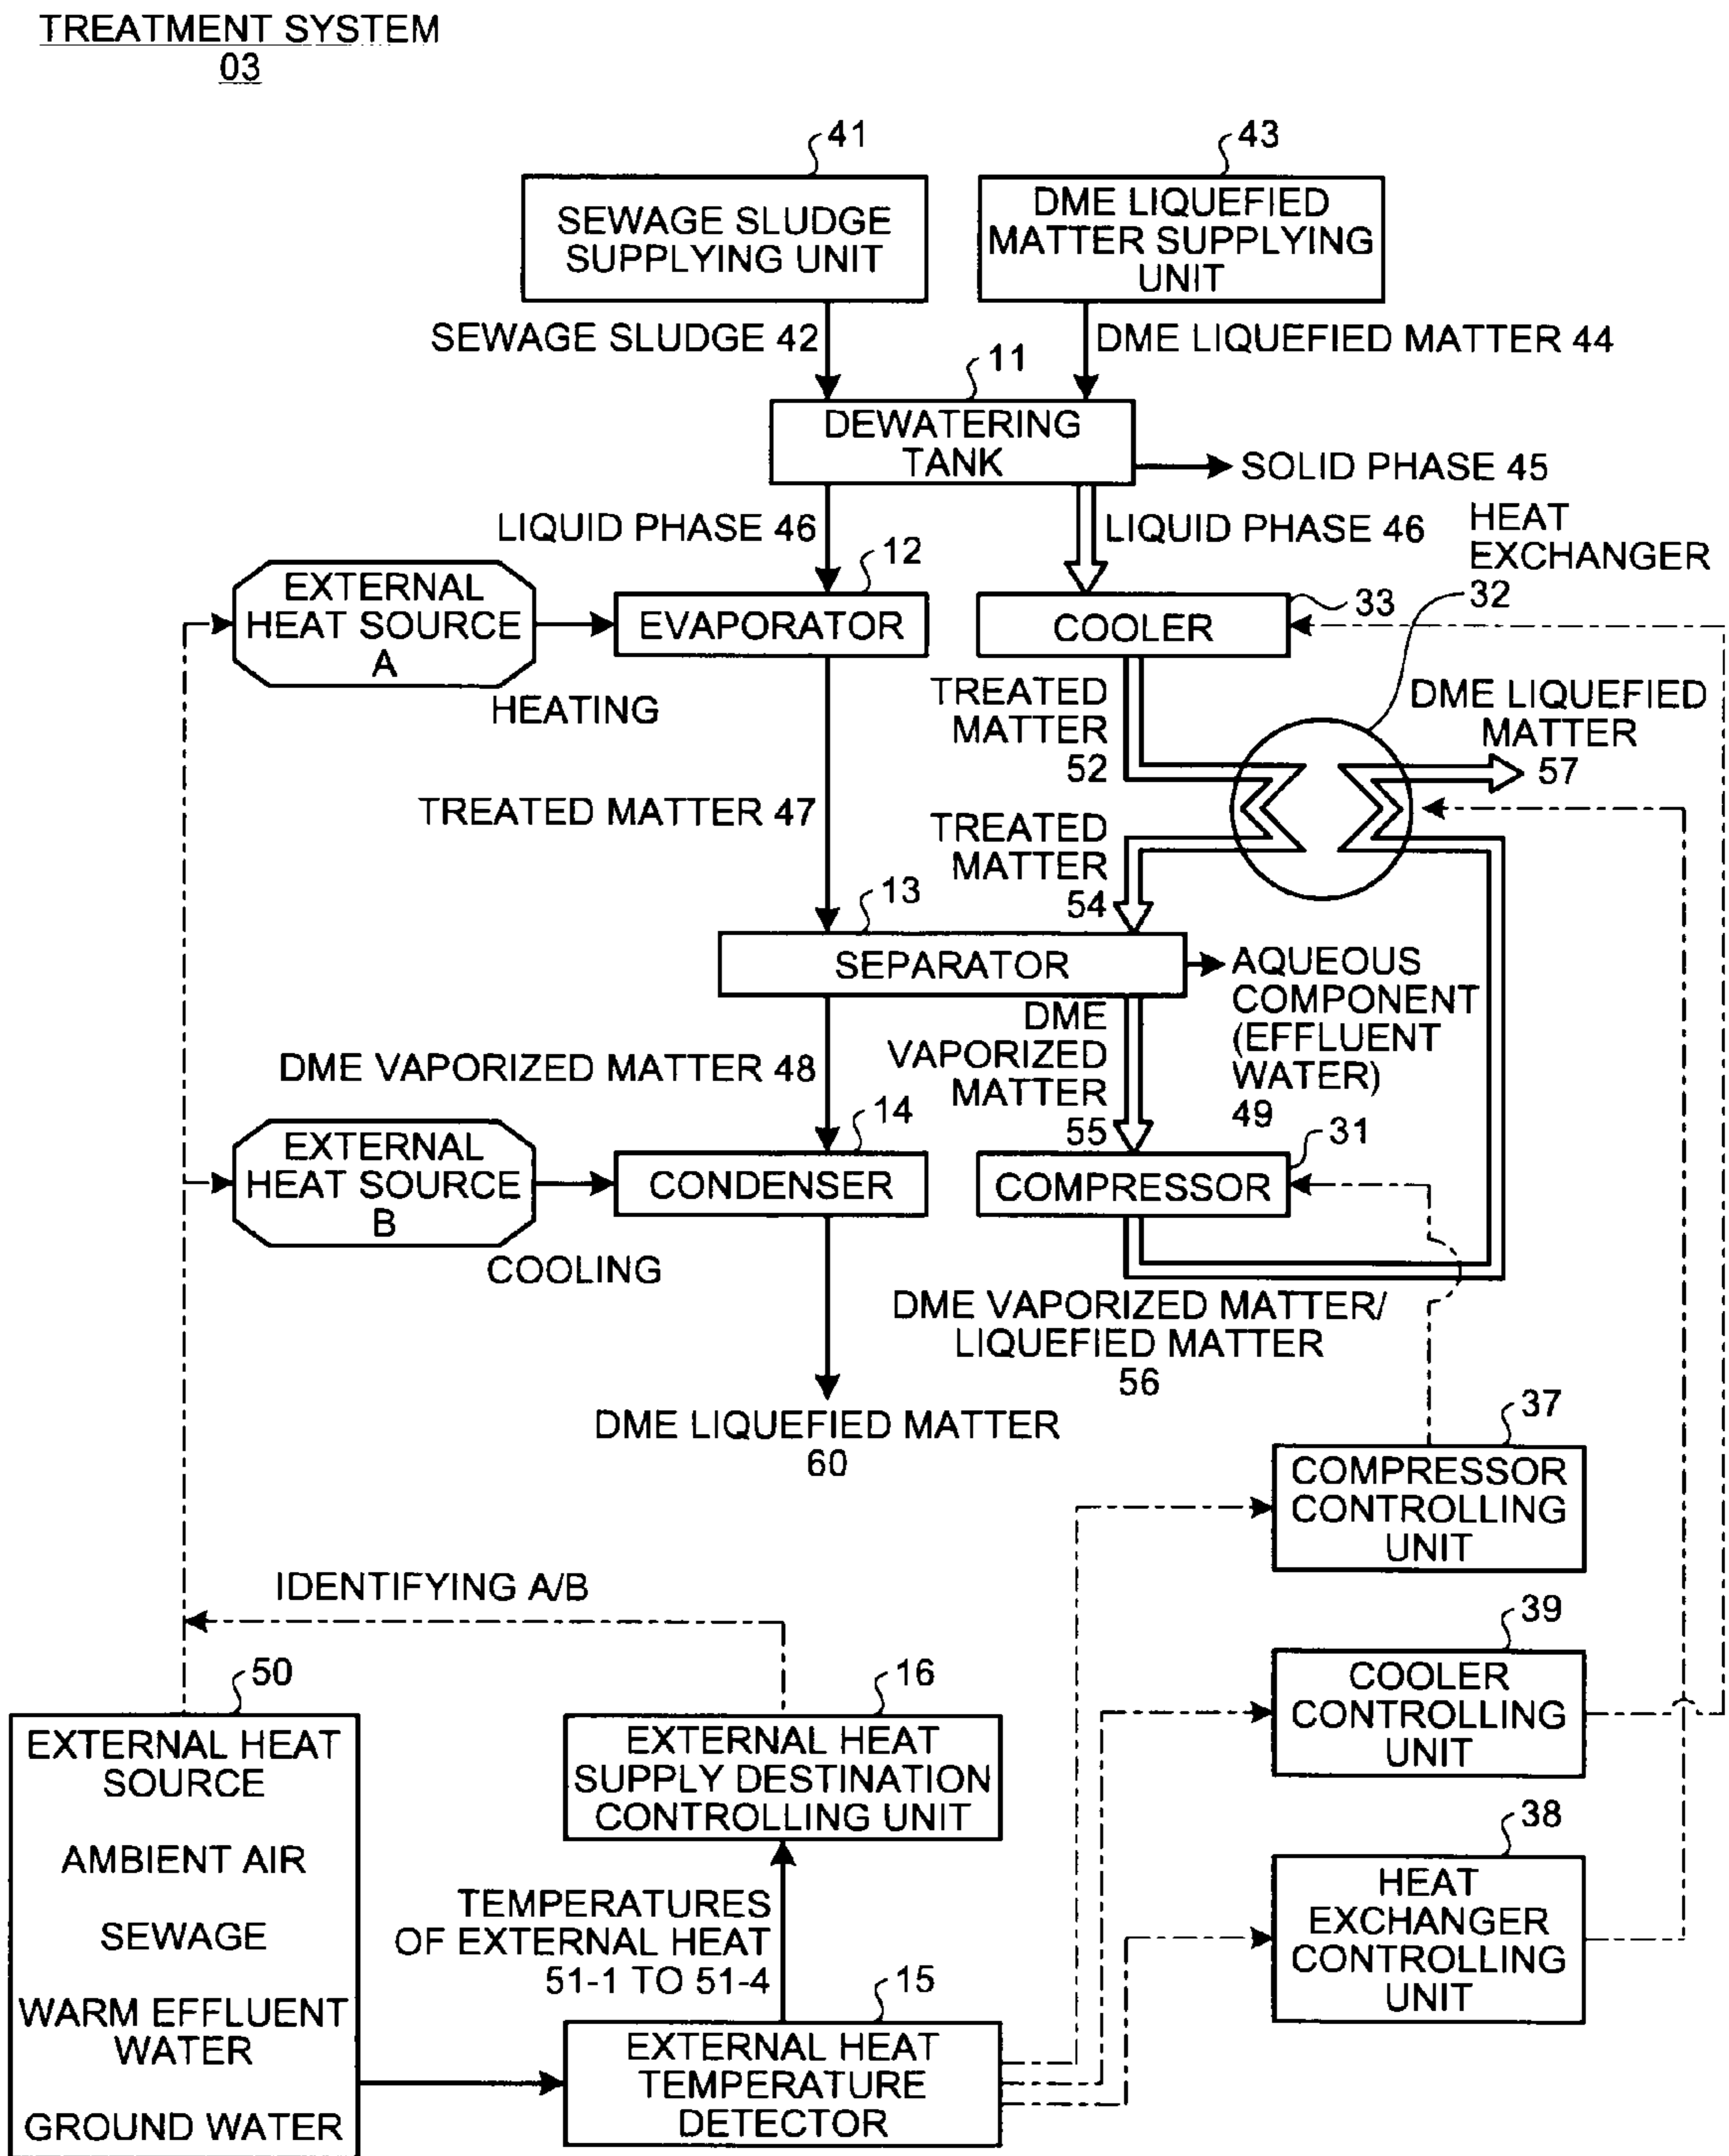 TREATMENT SYSTEM
03
41
43
SEWAGE SLUDGE
SUPPLYING UNIT
DME LIQUEFIED
MATTER SUPPLYING
UNIT
SEWAGE SLUDGE 42
DME LIQUEFIED MATTER 44
11
DEWATERING
TANK
SOLID PHASE 45
LIQUID PHASE 46
LIQUID PHASE 46
HEAT
EXCHANGER
32
12
33
EXTERNAL
HEAT SOURCE
A
EVAPORATOR
COOLER
HEATING
TREATED
MATTER
52
DME LIQUEFIED
MATTER
57
TREATED MATTER 47
TREATED
MATTER
54
13
SEPARATOR
AQUEOUS
COMPONENT
(EFFLUENT
WATER)
49
DME VAPORIZED MATTER 48
DME
VAPORIZED
MATTER
55
14
31
EXTERNAL
HEAT SOURCE
B
CONDENSER
COMPRESSOR
COOLING
DME VAPORIZED MATTER/
LIQUEFIED MATTER
56
DME LIQUEFIED MATTER
60
37
COMPRESSOR
CONTROLLING
UNIT
IDENTIFYING A/B
39
COOLER
CONTROLLING
UNIT
50
16
EXTERNAL HEAT
SOURCE
AMBIENT AIR
SEWAGE
WARM EFFLUENT
WATER
GROUND WATER
EXTERNAL HEAT
SUPPLY DESTINATION
CONTROLLING UNIT
38
HEAT
EXCHANGER
CONTROLLING
UNIT
TEMPERATURES
OF EXTERNAL HEAT
51-1 TO 51-4
15
EXTERNAL HEAT
TEMPERATURE
DETECTOR